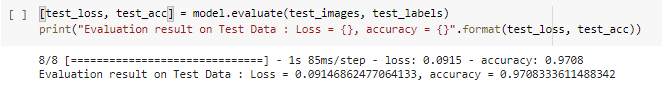 [ ] [test_loss, test_acc] = model.evaluate(test_images, test_labels)
print("Evaluation result on Test Data : Loss = {}, accuracy = {}".format(test_loss, test_acc))
8/8 [==============================] - 1s 85ms/step - loss: 0.0915 - accuracy: 0.9708
Evaluation result on Test Data : Loss = 0.09146862477064133, accuracy = 0.9708333611488342